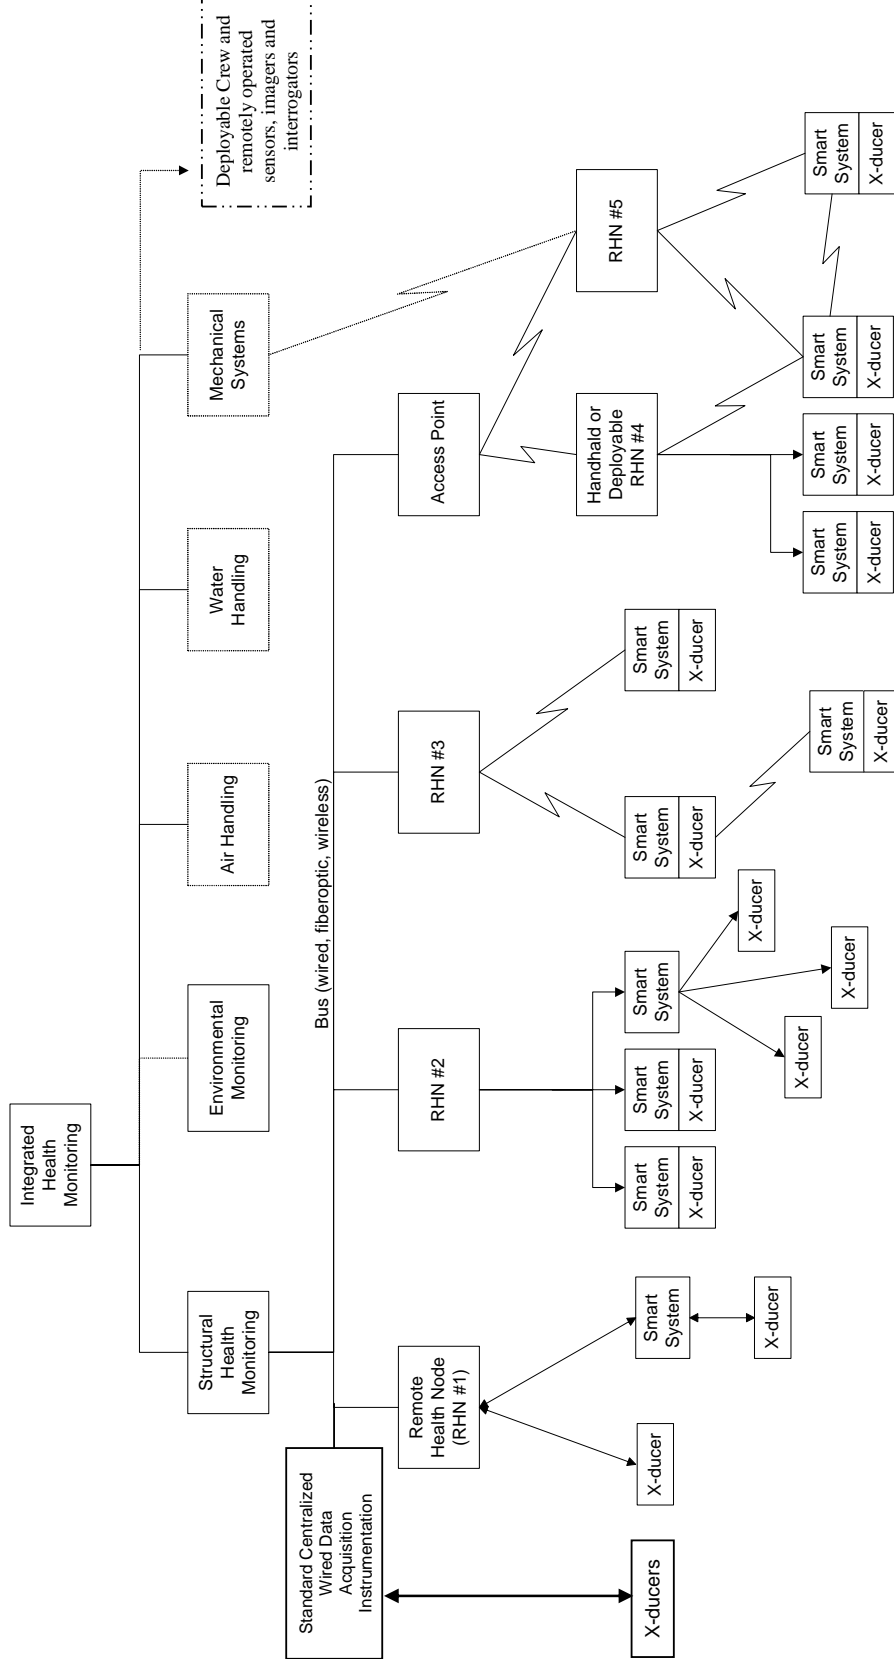 Integrated
Health
Monitoring
Structural
Health
Monitoring
Environmental
Monitoring
Air Handling
Water
Handling
Mechanical
Systems
Deployable Crew and
remotely operated
sensors, imagers and
interrogators
Bus (wired, fiberoptic, wireless)
Standard Centralized
Wired Data
Acquisition
Instrumentation
Remote
Health Node
(RHN #1)
RHN #2
RHN #3
Access Point
Handhald or
Deployable
RHN #4
RHN #5
X-ducers
X-ducer
Smart
System
X-ducer
Smart
System
X-ducer
Smart
System
X-ducer
Smart
System
X-ducer
X-ducer
X-ducer
Smart
System
X-ducer
Smart
System
X-ducer
Smart
System
X-ducer
Smart
System
X-ducer
Smart
System
X-ducer
Smart
System
X-ducer
Smart
System
X-ducer